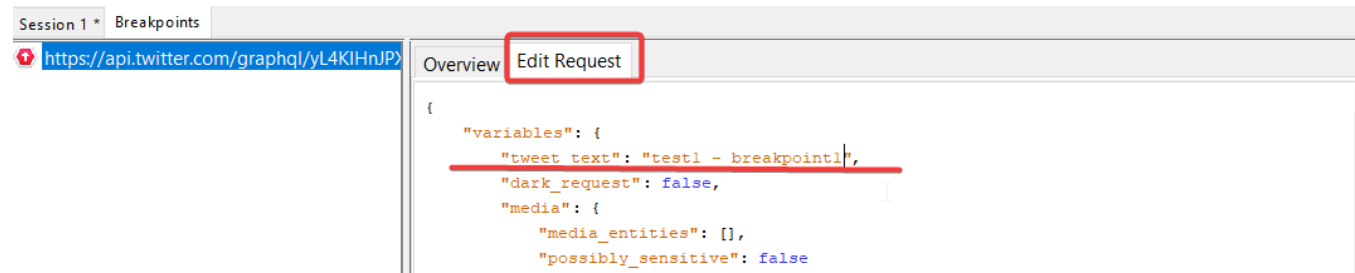 Session 1 * Breakpoints
https://api.twitter.com/graphql/yL4KIHnJPX
Overview Edit Request
{
"variables": {
"tweet_text": "test1 - breakpoint1",
"dark_request": false,
"media": {
"media_entities": [],
"possibly_sensitive": false